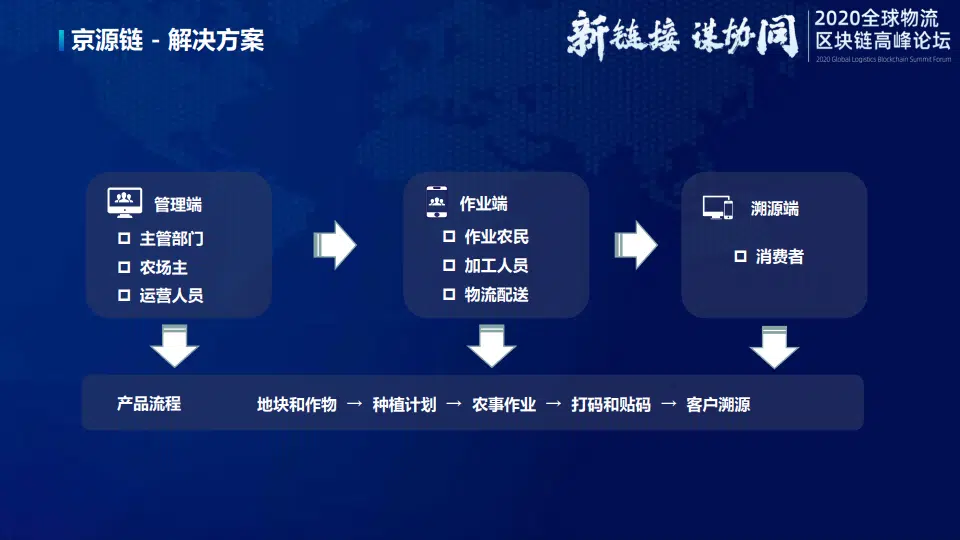 京源链 - 解决方案
新链接 谋协同
2020全球物流
区块链高峰论坛
2020 Global Logistics Blockchain Summit Forum
管理端
主管部门
农场主
运营人员
作业端
作业农民
加工人员
物流配送
溯源端
消费者
产品流程 地块和作物 → 种植计划 → 农事作业 → 打码和贴码 → 客户溯源